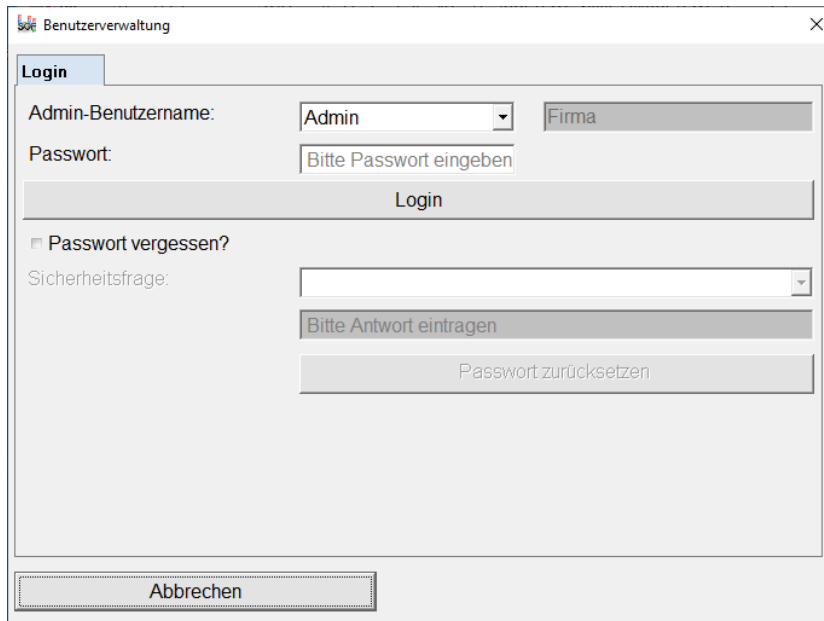 Benutzerverwaltung
Login
Admin-Benutzername: Admin Firma
Passwort: Bitte Passwort eingeben
Login
Passwort vergessen?
Sicherheitsfrage:
Bitte Antwort eintragen
Passwort zurücksetzen
Abbrechen